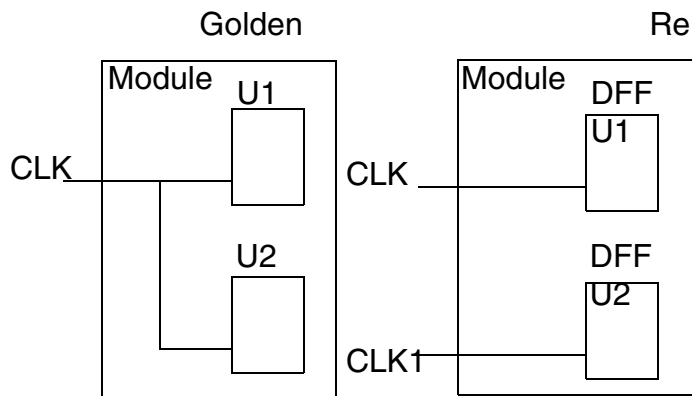 Golden
Re
Module
U1
CLK
U2
Module
DFF
U1
CLK
DFF
U2
CLK1